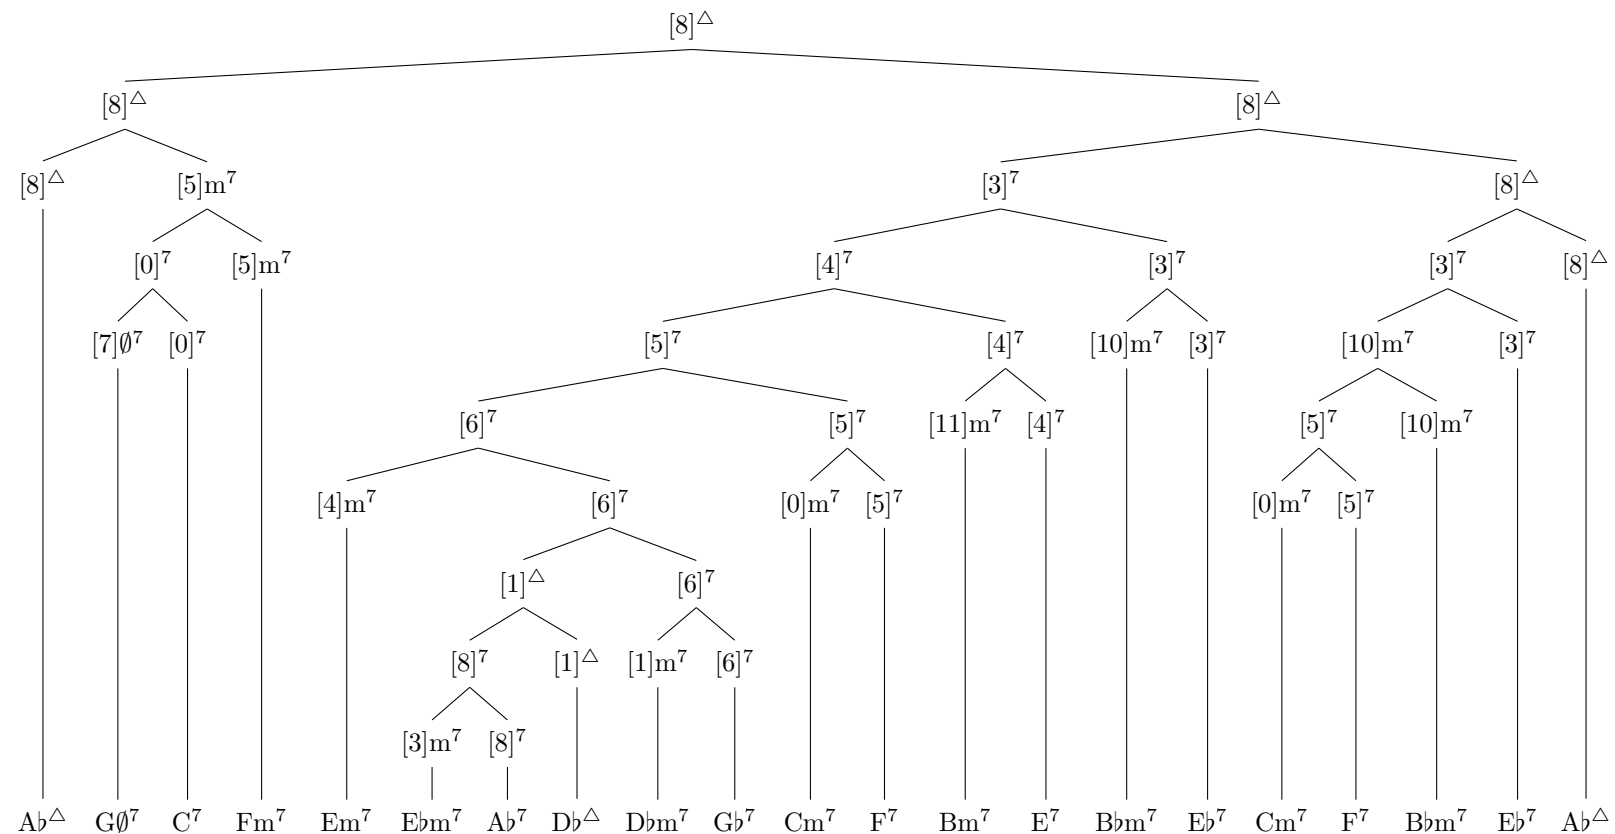 [8]△
[8]△ [8]△
[8]△ [5]m⁷ [3]⁷ [8]△
[0]⁷ [5]m⁷ [4]⁷ [3]⁷ [3]⁷ [8]△
[7]∅⁷ [0]⁷ [5]⁷ [4]⁷ [10]m⁷ [3]⁷ [10]m⁷ [3]⁷
[6]⁷ [5]⁷ [11]m⁷ [4]⁷ [5]⁷ [10]m⁷
[4]m⁷ [6]⁷ [0]m⁷ [5]⁷ [0]m⁷ [5]⁷
[1]△ [6]⁷
[8]⁷ [1]△ [1]m⁷ [6]⁷
[3]m⁷ [8]⁷
A♭△ G∅⁷ C⁷ Fm⁷ Em⁷ E♭m⁷ A♭⁷ D♭△ D♭m⁷ G♭⁷ Cm⁷ F⁷ Bm⁷ E⁷ B♭m⁷ E♭⁷ Cm⁷ F⁷ B♭m⁷ E♭⁷ A♭△